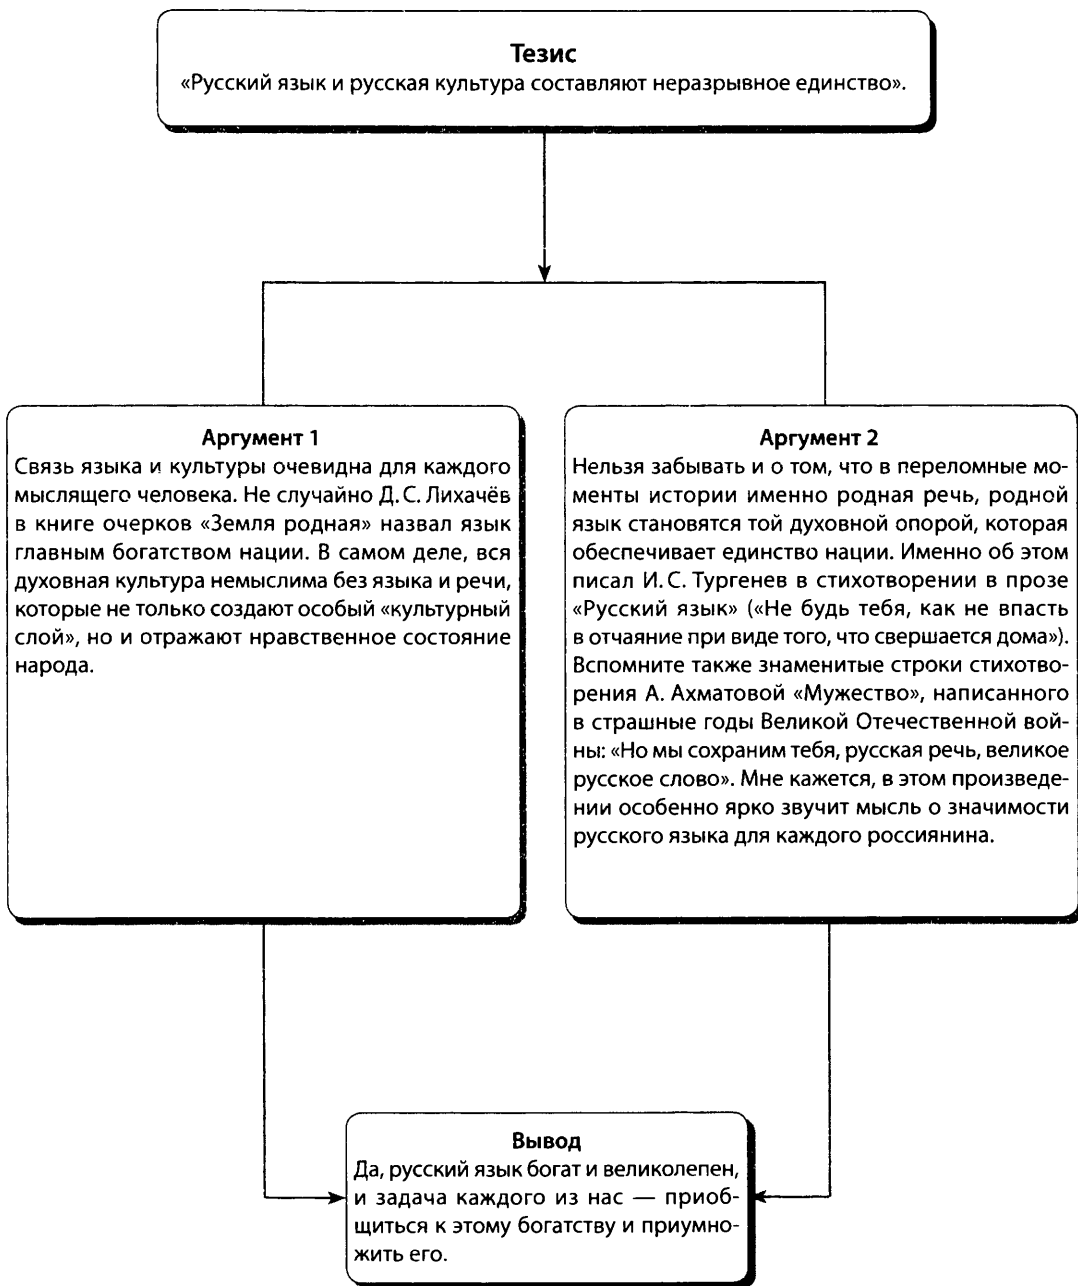 Тезис
«Русский язык и русская культура составляют неразрывное единство».
Аргумент 1
Связь языка и культуры очевидна для каждого
мыслящего человека. Не случайно Д. С. Лихачёв
в книге очерков «Земля родная» назвал язык
главным богатством нации. В самом деле, вся
духовная культура немыслима без языка и речи,
которые не только создают особый «культурный
слой», но и отражают нравственное состояние
народа.
Аргумент 2
Нельзя забывать и о том, что в переломные мо-
менты истории именно родная речь, родной
язык становятся той духовной опорой, которая
обеспечивает единство нации. Именно об этом
писал И. С. Тургенев в стихотворении в прозе
«Русский язык» («Не будь тебя, как не впасть
в отчаяние при виде того, что свершается дома»).
Вспомните также знаменитые строки стихотво-
рения А. Ахматовой «Мужество», написанного
в страшные годы Великой Отечественной вой-
ны: «Но мы сохраним тебя, русская речь, великое
русское слово». Мне кажется, в этом произведе-
нии особенно ярко звучит мысль о значимости
русского языка для каждого россиянина.
Вывод
Да, русский язык богат и великолепен,
и задача каждого из нас — приоб-
щиться к этому богатству и приумно-
жить его.